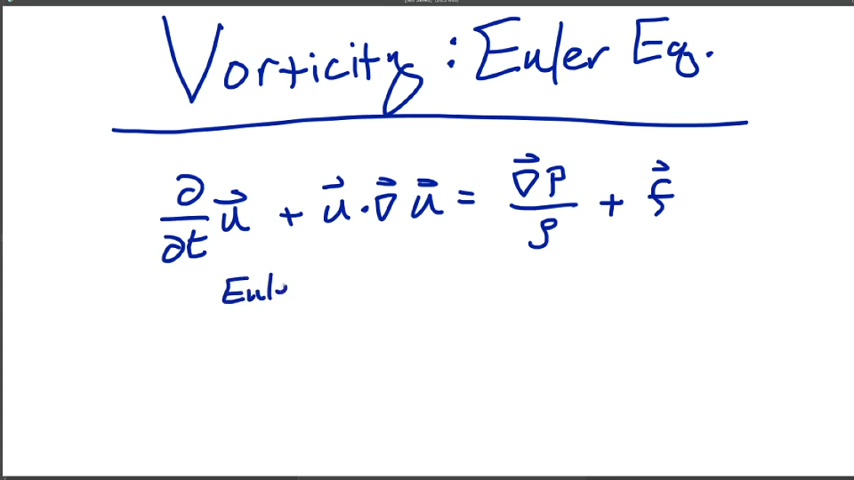 Vorticity : Euler Eq.
∂/∂t u⃗ + u⃗ · ∇⃗ u⃗ = ∇⃗P/ρ + f⃗
Eul